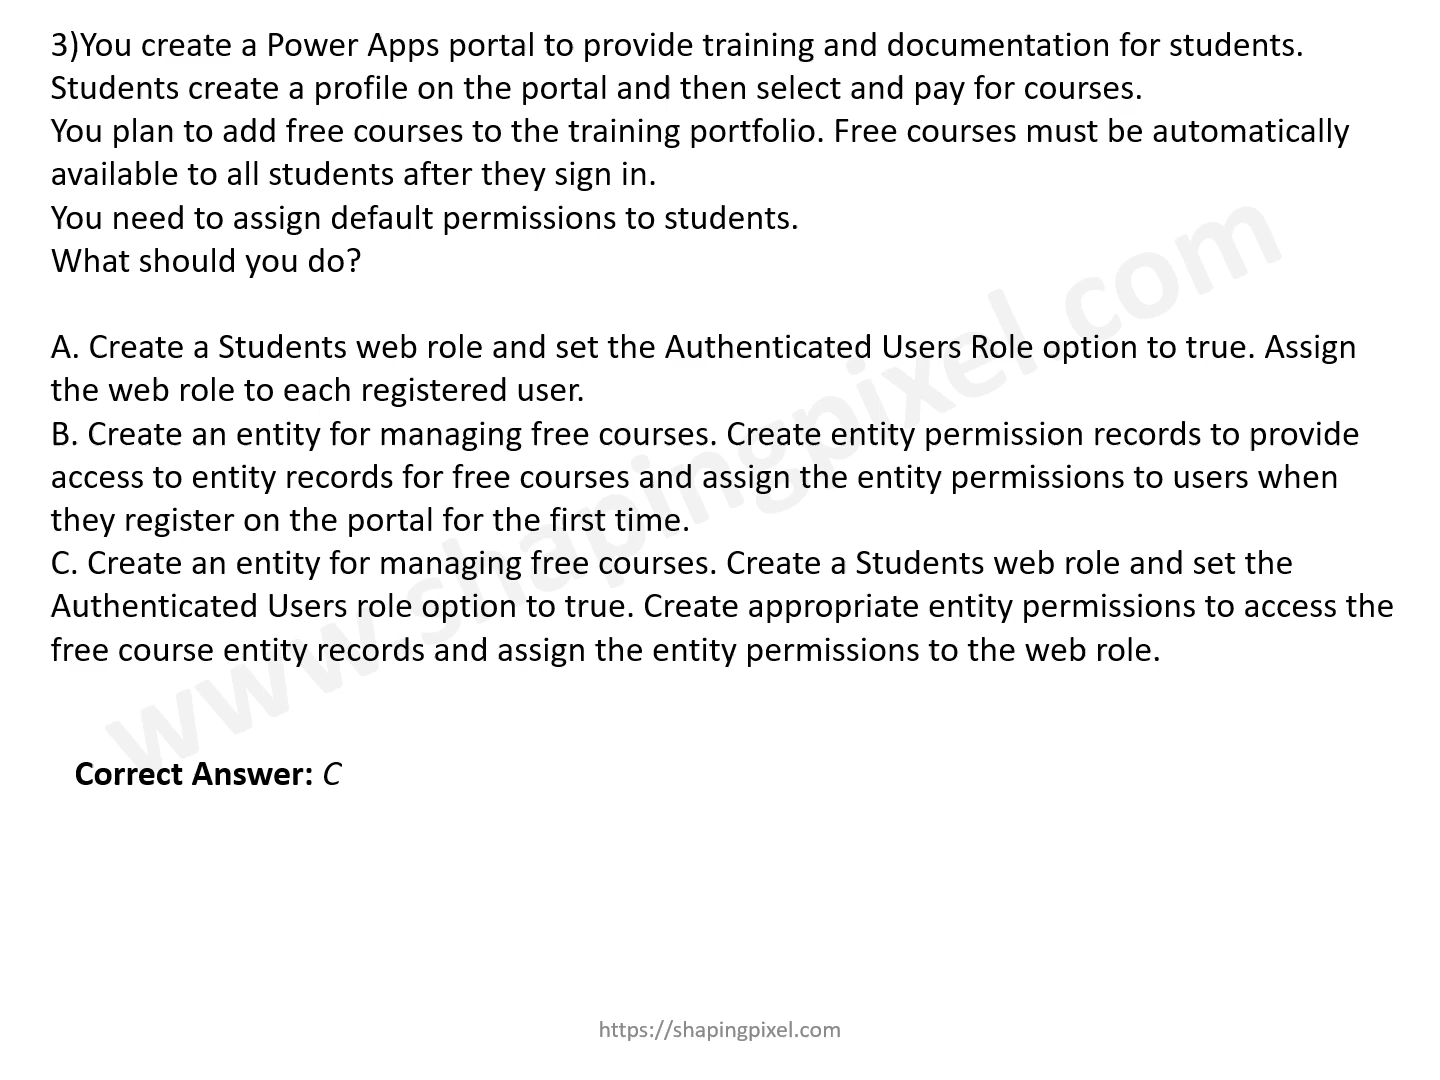 3)You create a Power Apps portal to provide training and documentation for students.
Students create a profile on the portal and then select and pay for courses.
You plan to add free courses to the training portfolio. Free courses must be automatically
available to all students after they sign in.
You need to assign default permissions to students.
What should you do?
A. Create a Students web role and set the Authenticated Users Role option to true. Assign
the web role to each registered user.
B. Create an entity for managing free courses. Create entity permission records to provide
access to entity records for free courses and assign the entity permissions to users when
they register on the portal for the first time.
C. Create an entity for managing free courses. Create a Students web role and set the
Authenticated Users role option to true. Create appropriate entity permissions to access the
free course entity records and assign the entity permissions to the web role.
www.shapingpixel.com
Correct Answer: C
https://shapingpixel.com